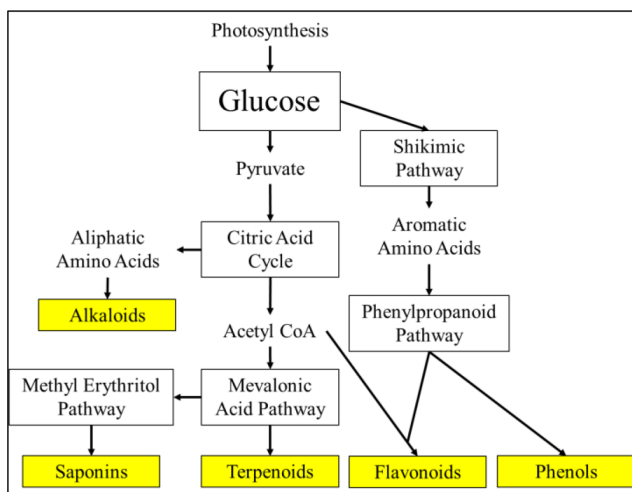 Photosynthesis
Glucose
Shikimic
Pathway
Pyruvate
Aliphatic
Amino Acids
Citric Acid
Cycle
Aromatic
Amino Acids
Alkaloids
Acetyl CoA
Phenylpropanoid
Pathway
Methyl Erythritol
Pathway
Mevalonic
Acid Pathway
Saponins
Terpenoids
Flavonoids
Phenols